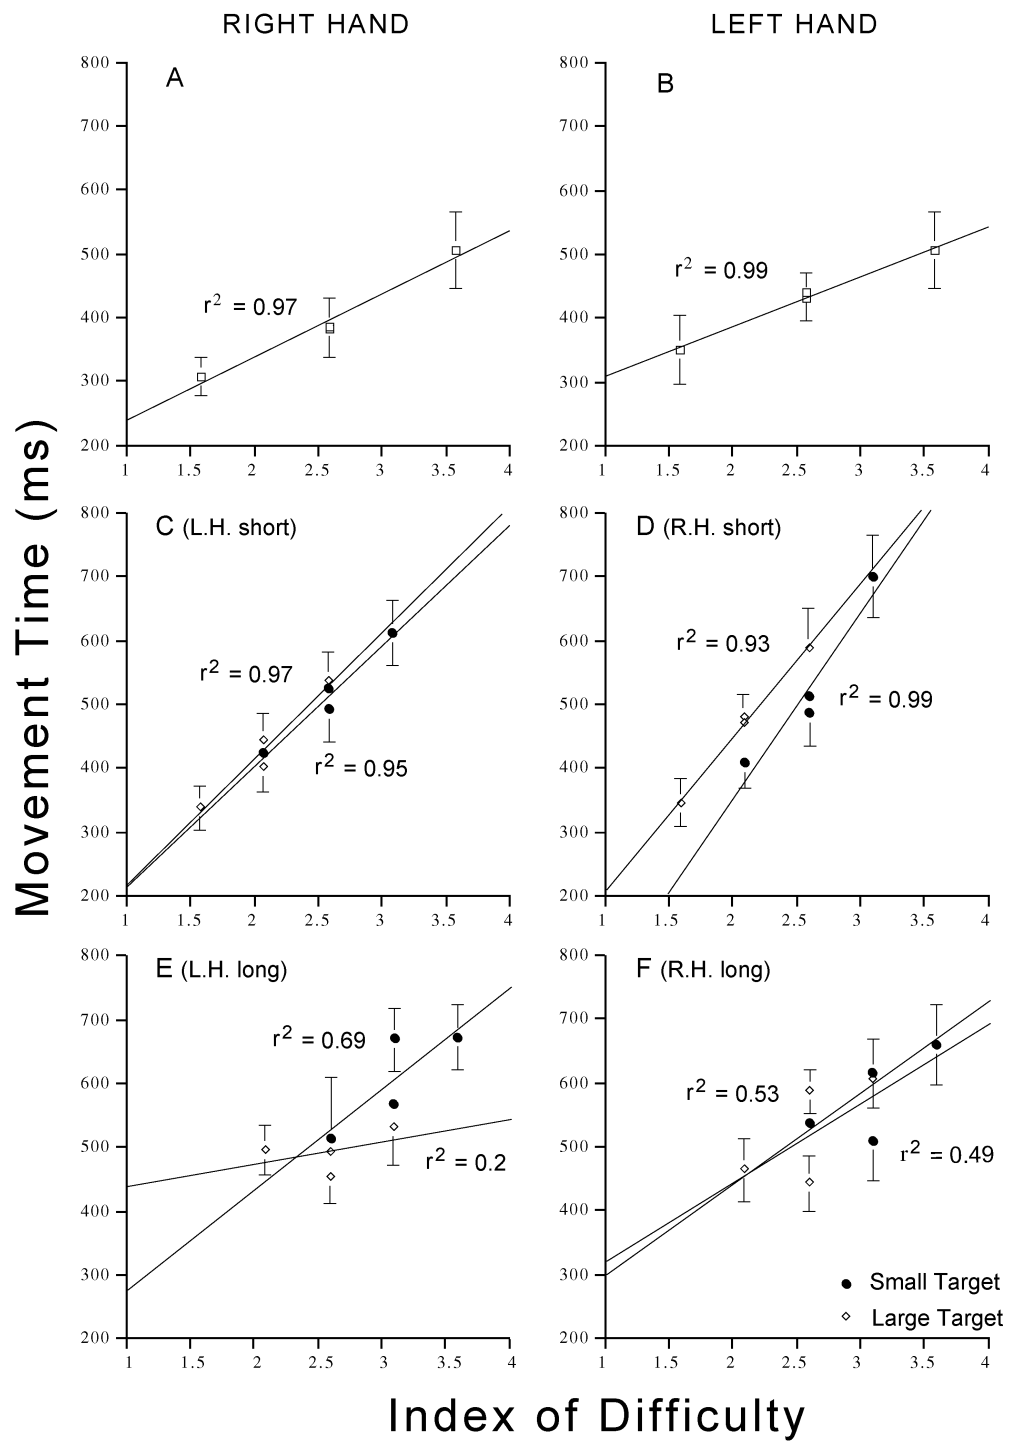 RIGHT HAND
LEFT HAND
Movement Time (ms)
A
800
700
600
500
400
300
200
r² = 0.97
1 1.5 2 2.5 3 3.5 4
B
800
700
600
500
400
300
200
r² = 0.99
1 1.5 2 2.5 3 3.5 4
C (L.H. short)
800
700
600
500
400
300
200
r² = 0.97
r² = 0.95
1 1.5 2 2.5 3 3.5 4
D (R.H. short)
800
700
600
500
400
300
200
r² = 0.93
r² = 0.99
1 1.5 2 2.5 3 3.5 4
E (L.H. long)
800
700
600
500
400
300
200
r² = 0.69
r² = 0.2
1 1.5 2 2.5 3 3.5 4
F (R.H. long)
800
700
600
500
400
300
200
r² = 0.53
r² = 0.49
Small Target
Large Target
1 1.5 2 2.5 3 3.5 4
Index of Difficulty